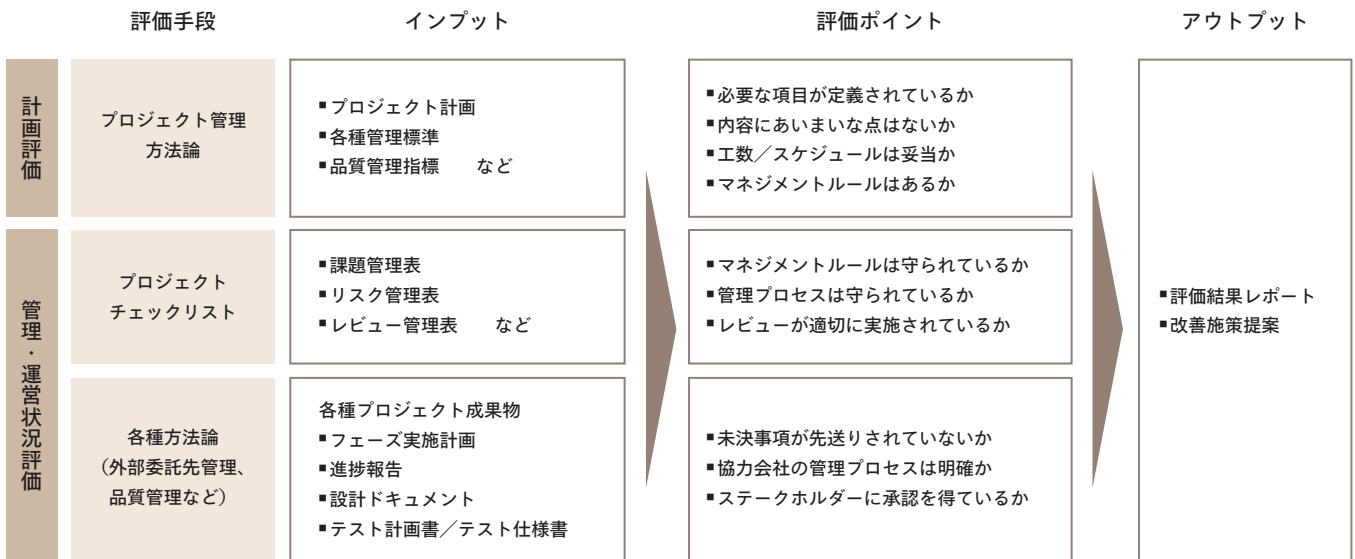 評価手段
インプット
評価ポイント
アウトプット
計画評価
プロジェクト管理
方法論
▪プロジェクト計画
▪各種管理標準
▪品質管理指標　　など
▪必要な項目が定義されているか
▪内容にあいまいな点はないか
▪工数／スケジュールは妥当か
▪マネジメントルールはあるか
管理・運営状況評価
プロジェクト
チェックリスト
▪課題管理表
▪リスク管理表
▪レビュー管理表　　など
▪マネジメントルールは守られているか
▪管理プロセスは守られているか
▪レビューが適切に実施されているか
各種方法論
（外部委託先管理、
品質管理など）
各種プロジェクト成果物
▪フェーズ実施計画
▪進捗報告
▪設計ドキュメント
▪テスト計画書／テスト仕様書
▪未決事項が先送りされていないか
▪協力会社の管理プロセスは明確か
▪ステークホルダーに承認を得ているか
▪評価結果レポート
▪改善施策提案